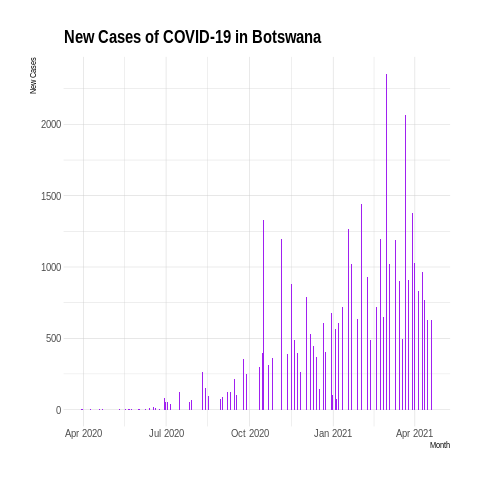 New Cases of COVID-19 in Botswana
New Cases
2000
1500
1000
500
0
Apr 2020
Jul 2020
Oct 2020
Jan 2021
Apr 2021
Month